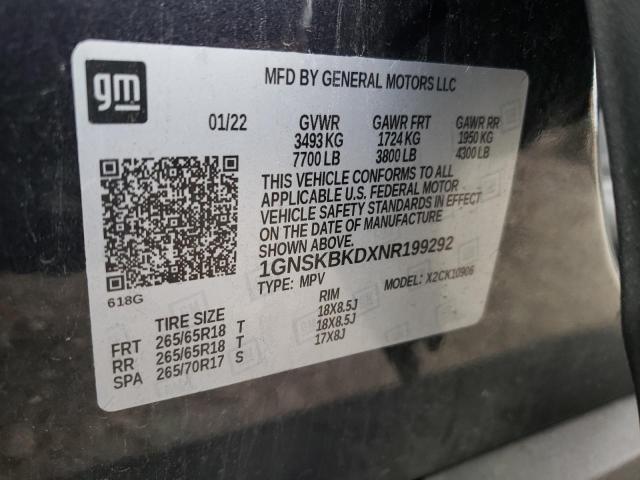 gm
MFD BY GENERAL MOTORS LLC
01/22 GVWR GAWR FRT GAWR RR
3493 KG 1724 KG 1950 KG
7700 LB 3800 LB 4300 LB
THIS VEHICLE CONFORMS TO ALL
APPLICABLE U.S. FEDERAL MOTOR
VEHICLE SAFETY STANDARDS IN EFFECT
ON THE DATE OF MANUFACTURE
SHOWN ABOVE.
1GNSKBKDXNR199292
TYPE: MPV MODEL: X2CK10906
618G
TIRE SIZE RIM
FRT 265/65R18 T 18X8.5J
RR 265/65R18 T 18X8.5J
SPA 265/70R17 S 17X8J